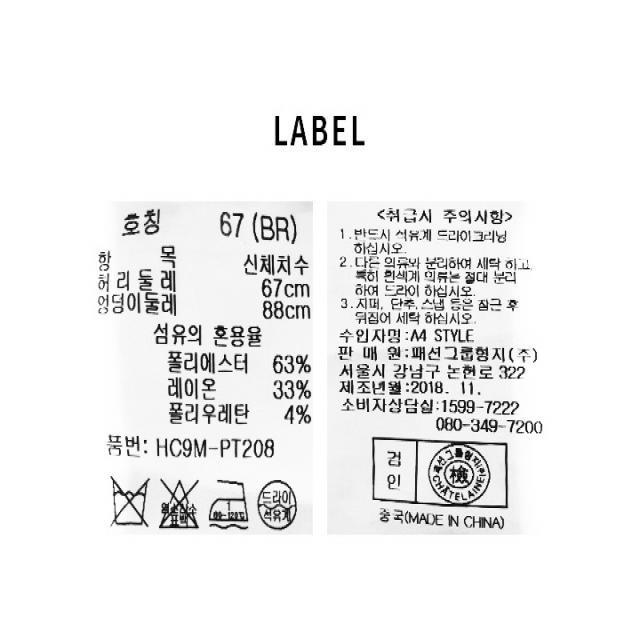 LABEL
호칭 67 (BR)
항 목 신체치수
허리둘레 67cm
엉덩이둘레 88cm
섬유의 혼용율
폴리에스터 63%
레이온 33%
폴리우레탄 4%
품번: HC9M-PT208
염소산소
표백
80~120℃
드라이
석유계
<취급시 주의사항>
1. 반드시 석유계 드라이크리닝
하십시오.
2. 다른 의류와 분리하여 세탁 하고,
특히 흰색계 의류는 절대 분리
하여 드라이 하십시오.
3. 지퍼, 단추, 스냅 등은 잠근 후
뒤집어 세탁 하십시오.
수입자명: A4 STYLE
판 매 원: 패션그룹형지(주)
서울시 강남구 논현로 322
제조년월: 2018. 11.
소비자상담실: 1599-7222
080-349-7200
검인
패션그룹형지(주)
檢
CHATELAINE
중국(MADE IN CHINA)